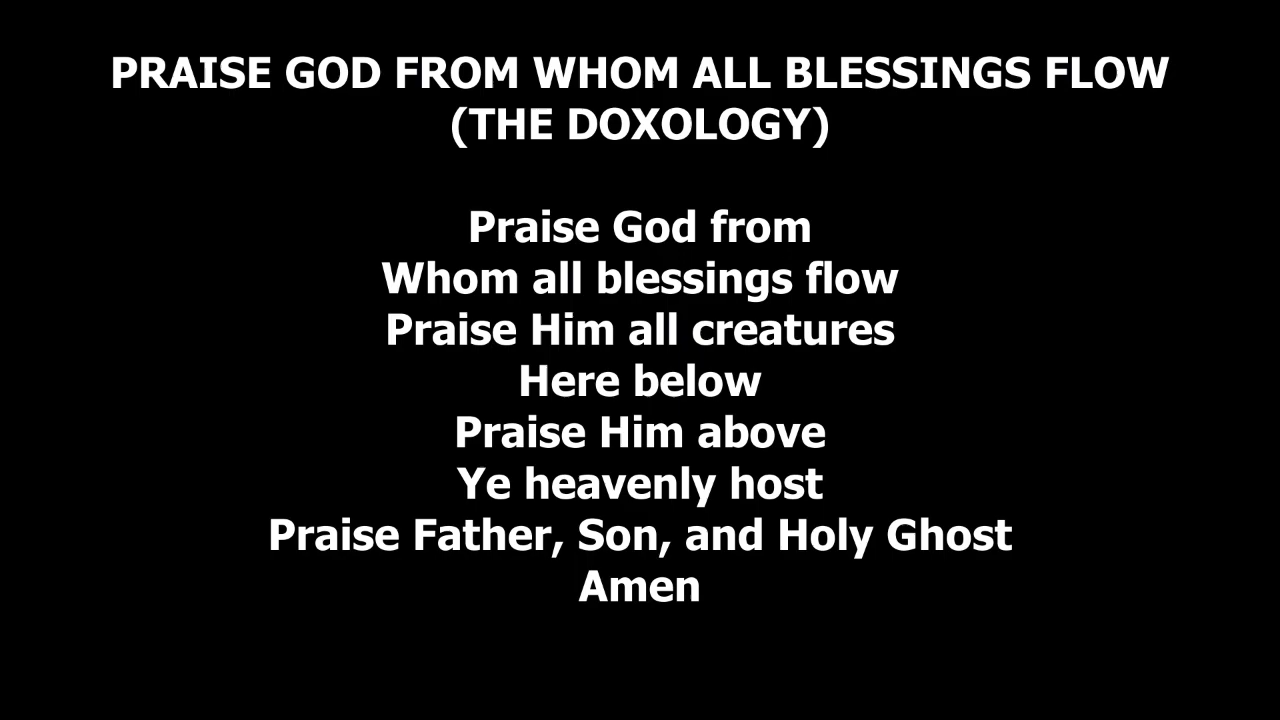 PRAISE GOD FROM WHOM ALL BLESSINGS FLOW
(THE DOXOLOGY)
Praise God from
Whom all blessings flow
Praise Him all creatures
Here below
Praise Him above
Ye heavenly host
Praise Father, Son, and Holy Ghost
Amen